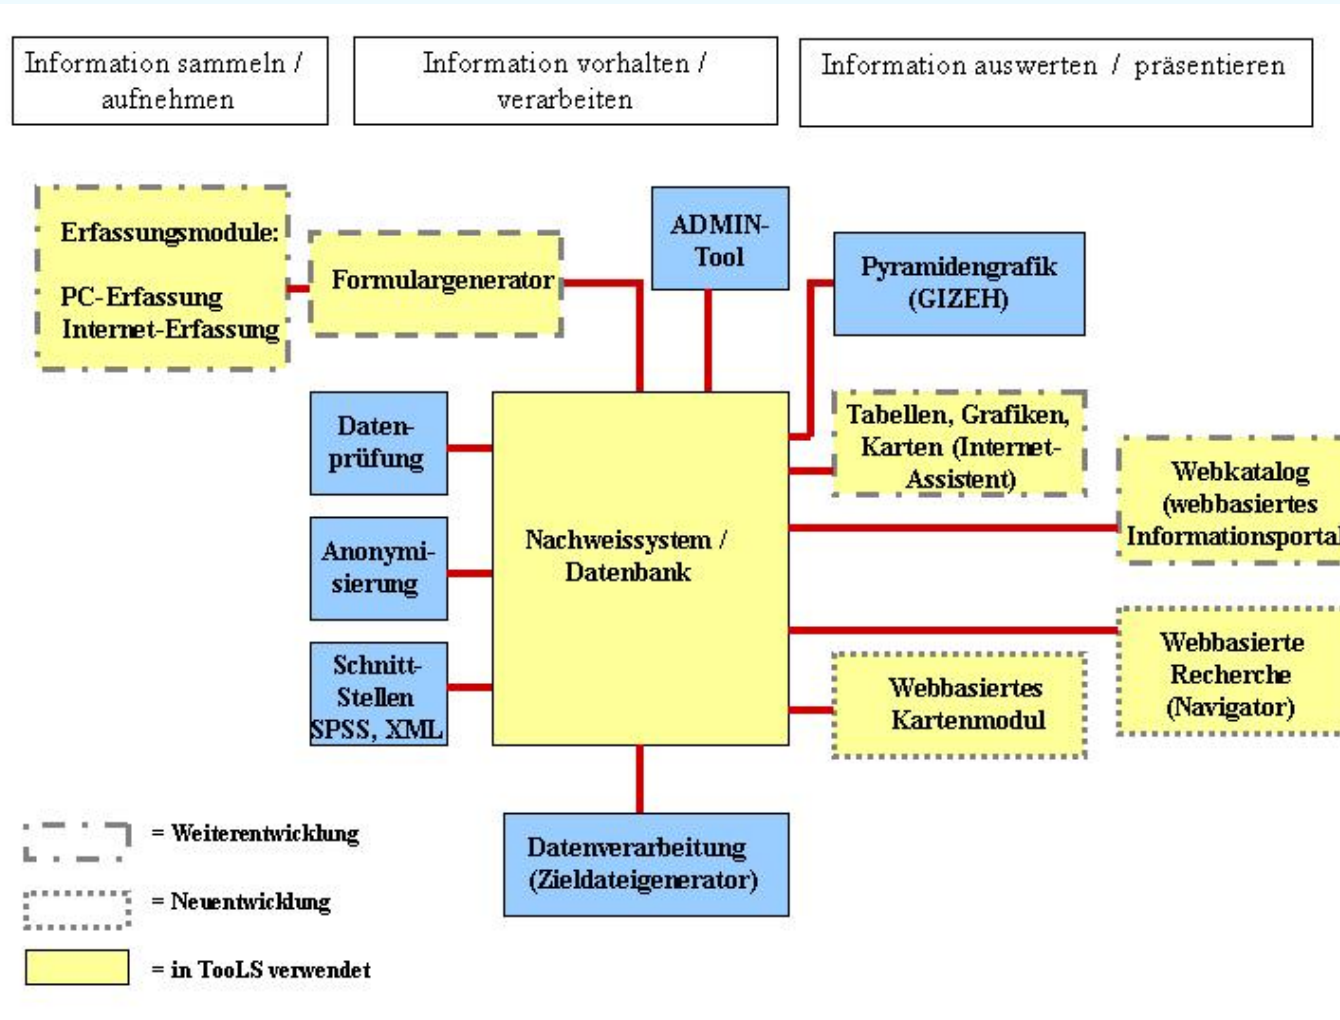 Information sammeln /
aufnehmen
Information vorhalten /
verarbeiten
Information auswerten / präsentieren
Erfassungsmodule:
PC-Erfassung
Internet-Erfassung
Formulargenerator
ADMIN-
Tool
Pyramidengrafik
(GIZEH)
Daten-
prüfung
Anonymi-
sierung
Schnitt-
Stellen
SPSS, XML
Nachweissystem /
Datenbank
Tabellen, Grafiken,
Karten (Internet-
Assistent)
Webkatalog
(webbasiertes
Informationsportal
Webbasierte
Recherche
(Navigator)
Webbasiertes
Kartenmodul
Datenverarbeitung
(Zieldateigenerator)
= Weiterentwicklung
= Neuentwicklung
= in TooLS verwendet